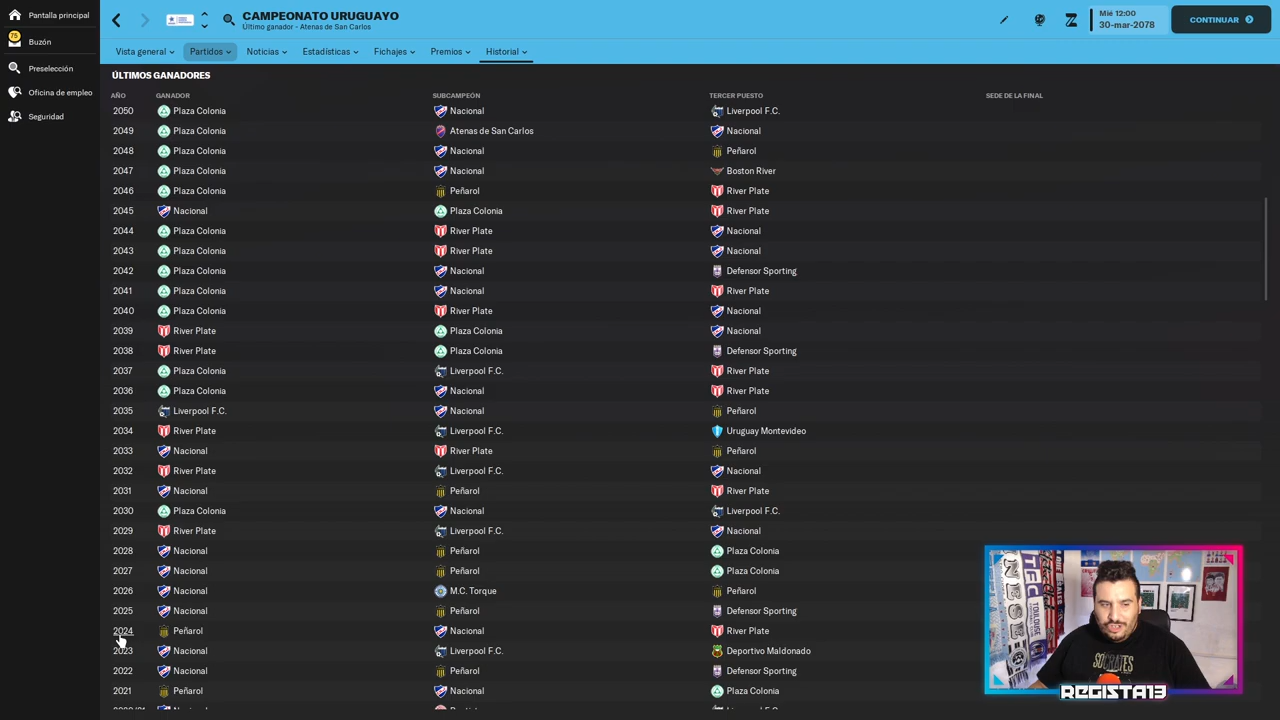 Pantalla principal
75
Buzón
Preselección
Oficina de empleo
Seguridad
CAMPEONATO URUGUAYO
Último ganador - Atenas de San Carlos
Mié 12:00
30-mar-2078
CONTINUAR
Vista general
Partidos
Noticias
Estadísticas
Fichajes
Premios
Historial
ÚLTIMOS GANADORES
AÑO GANADOR SUBCAMPEÓN TERCER PUESTO SEDE DE LA FINAL
2050 Plaza Colonia Nacional Liverpool F.C.
2049 Plaza Colonia Atenas de San Carlos Nacional
2048 Plaza Colonia Nacional Peñarol
2047 Plaza Colonia Nacional Boston River
2046 Plaza Colonia Peñarol River Plate
2045 Nacional Plaza Colonia River Plate
2044 Plaza Colonia River Plate Nacional
2043 Plaza Colonia River Plate Nacional
2042 Plaza Colonia Nacional Defensor Sporting
2041 Plaza Colonia Nacional River Plate
2040 Plaza Colonia River Plate Nacional
2039 River Plate Plaza Colonia Nacional
2038 River Plate Plaza Colonia Defensor Sporting
2037 Plaza Colonia Liverpool F.C. River Plate
2036 Plaza Colonia Nacional River Plate
2035 Liverpool F.C. Nacional Peñarol
2034 River Plate Liverpool F.C. Uruguay Montevideo
2033 Nacional River Plate Peñarol
2032 River Plate Liverpool F.C. Nacional
2031 Nacional Peñarol River Plate
2030 Plaza Colonia Nacional Liverpool F.C.
2029 River Plate Liverpool F.C. Nacional
2028 Nacional Peñarol Plaza Colonia
2027 Nacional Peñarol Plaza Colonia
2026 Nacional M.C. Torque Peñarol
2025 Nacional Peñarol Defensor Sporting
2024 Peñarol Nacional River Plate
2023 Nacional Liverpool F.C. Deportivo Maldonado
2022 Nacional Peñarol Defensor Sporting
2021 Peñarol Nacional Plaza Colonia
SÓCRATES
REGISTA13